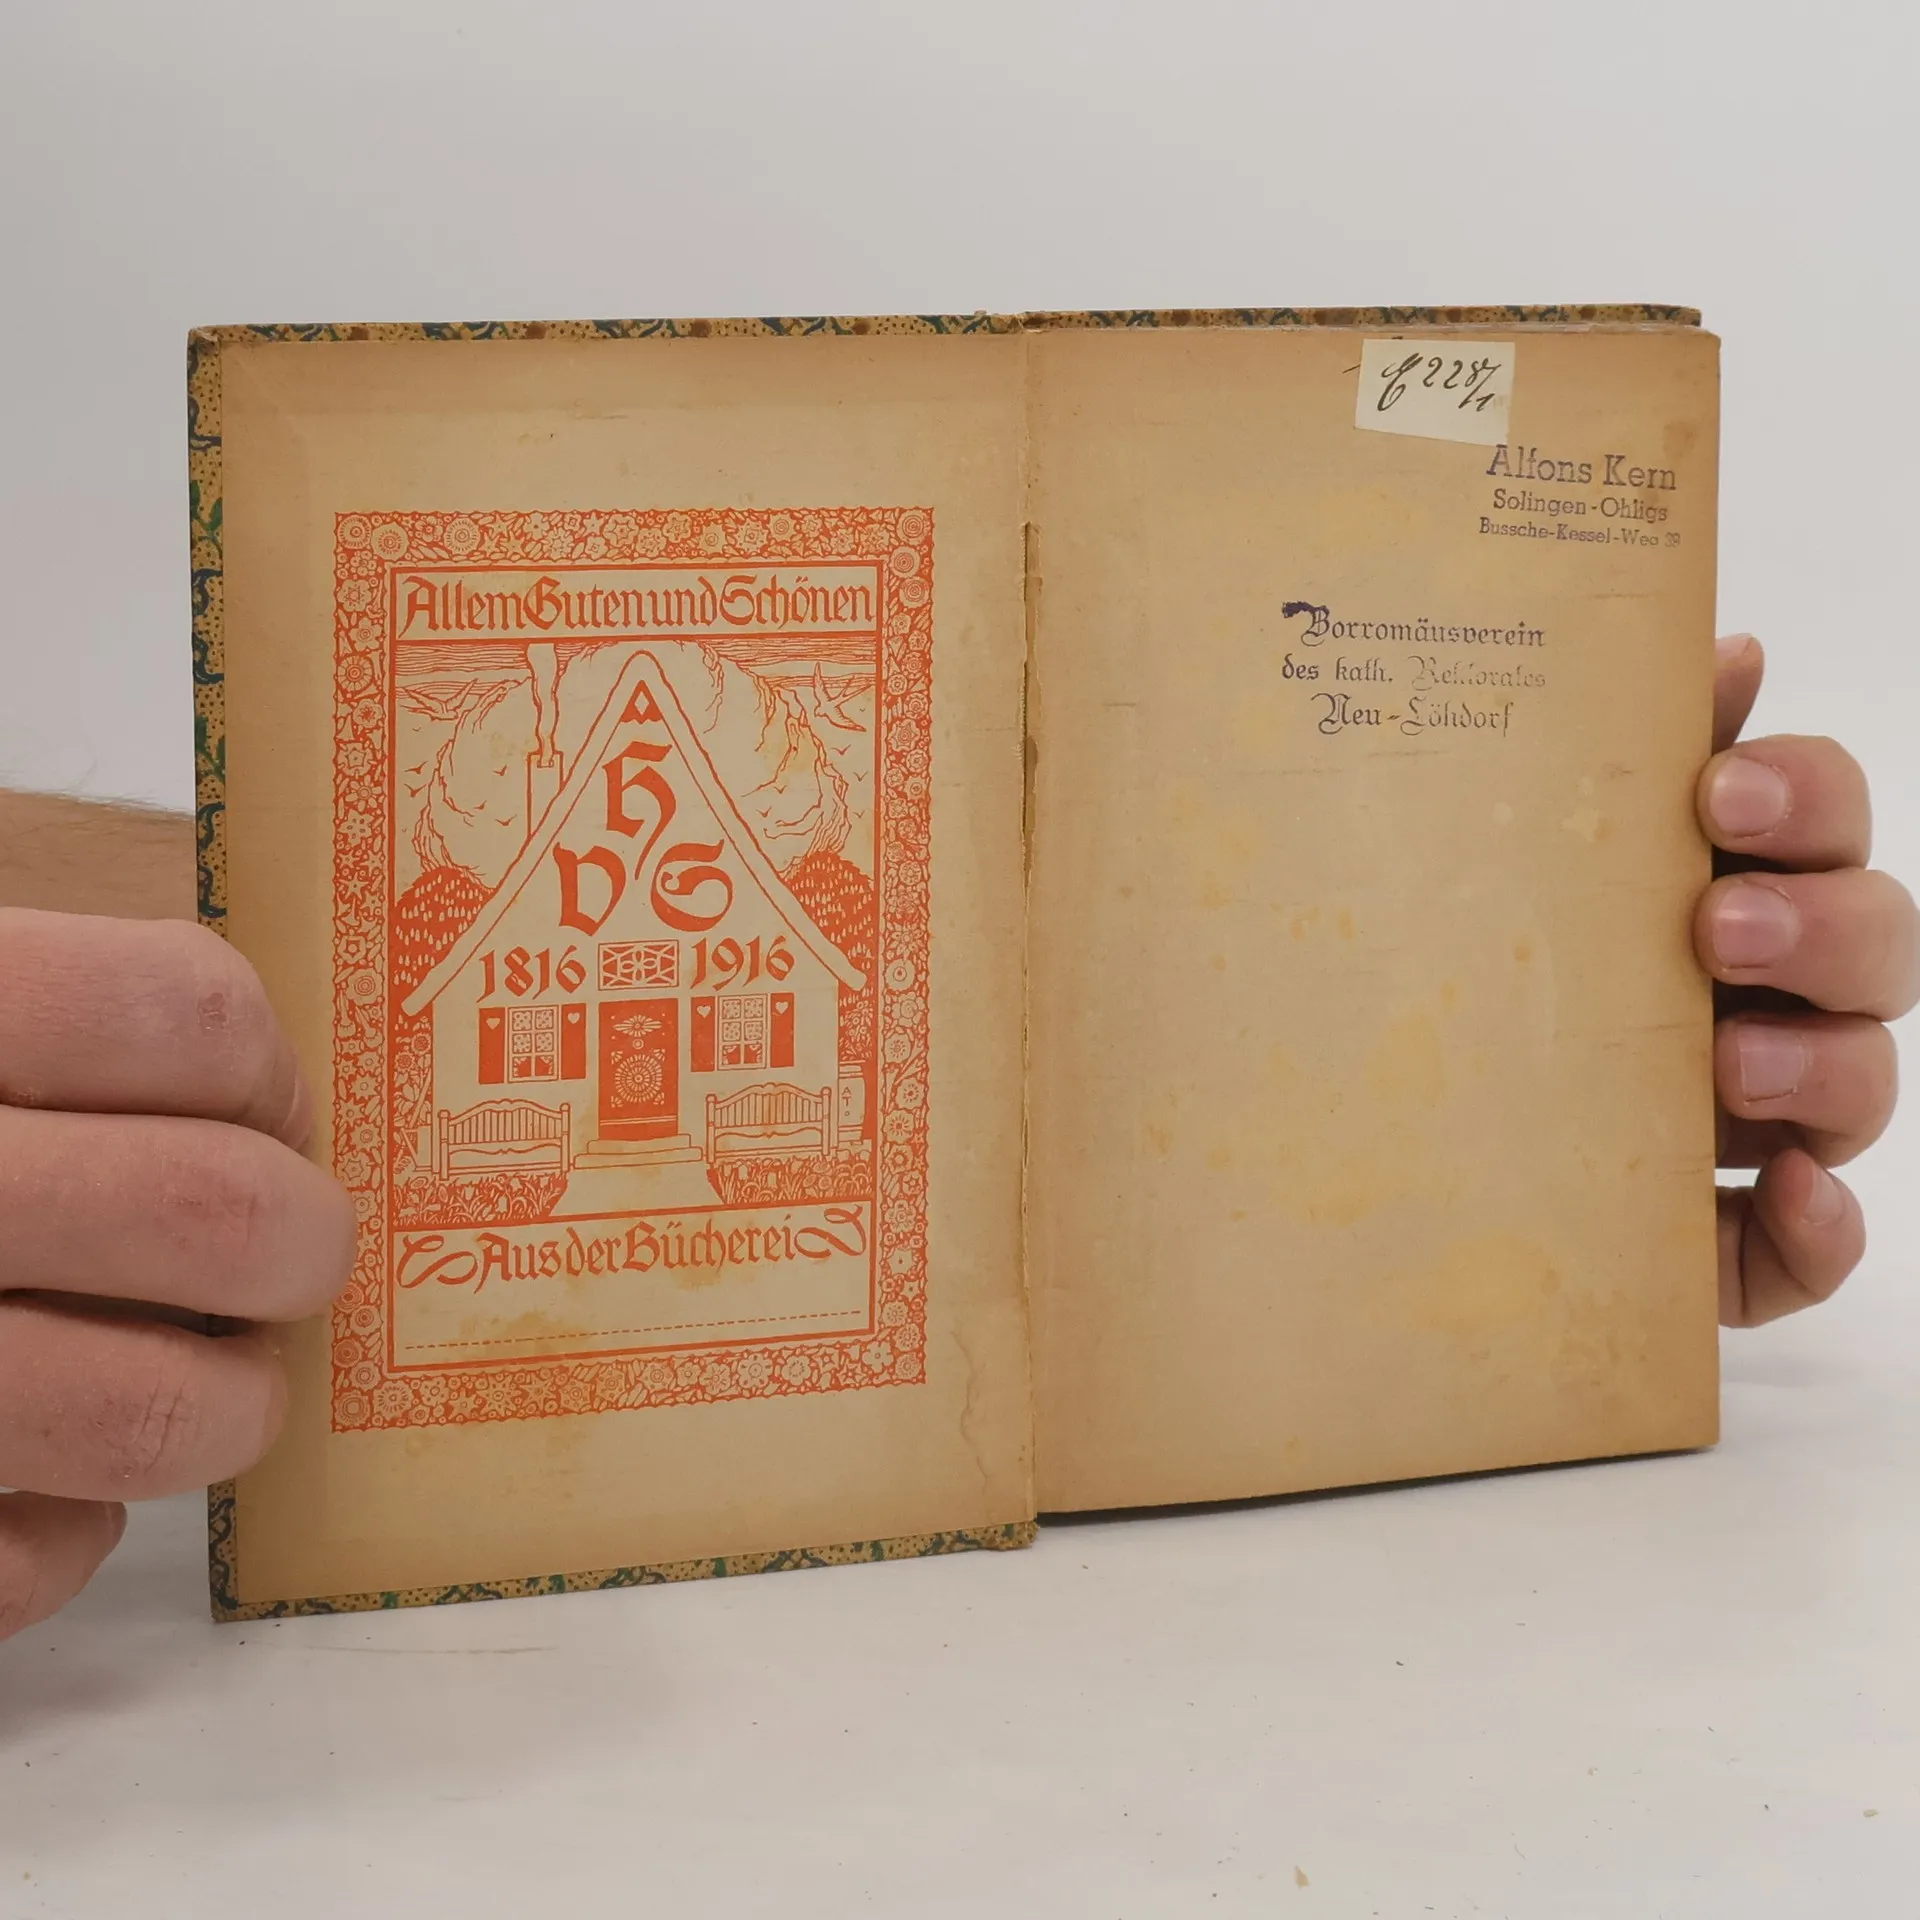 Allem Guten und Schönen
H
V S
1816 1916
ATO
Aus der Bücherei
E 228/1
Alfons Kern
Solingen-Ohligs
Bussche-Kessel-Weg 39
Borromäusverein
des kath. Rektorates
Neu-Löhdorf